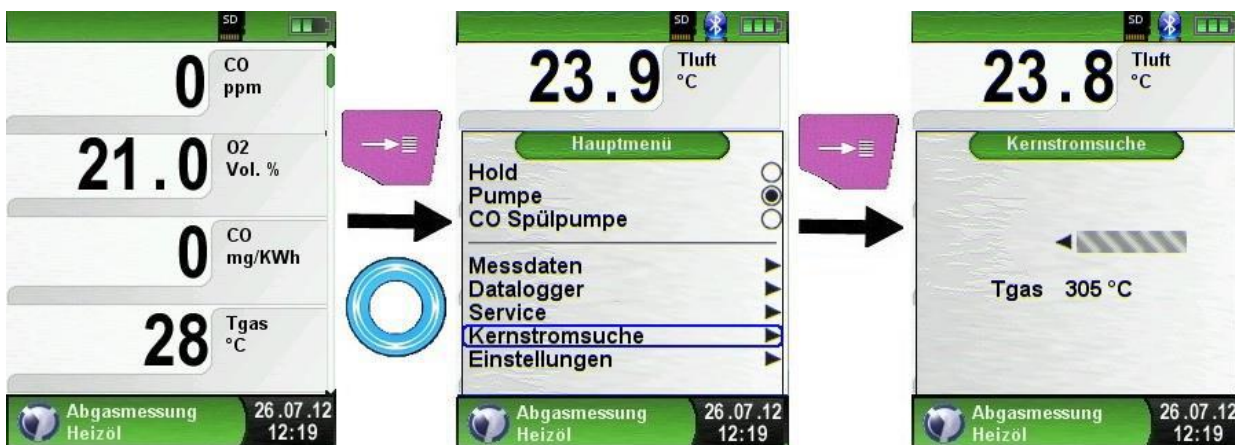 SD
0 CO
ppm
21.0 O2
Vol. %
0 CO
mg/KWh
28 Tgas
°C
Abgasmessung 26.07.12
Heizöl 12:19
SD
23.9 Tluft
°C
Hauptmenü
Hold
Pumpe
CO Spülpumpe
Messdaten
Datalogger
Service
Kernstromsuche
Einstellungen
Abgasmessung 26.07.12
Heizöl 12:19
SD
23.8 Tluft
°C
Kernstromsuche
Tgas 305 °C
Abgasmessung 26.07.12
Heizöl 12:19